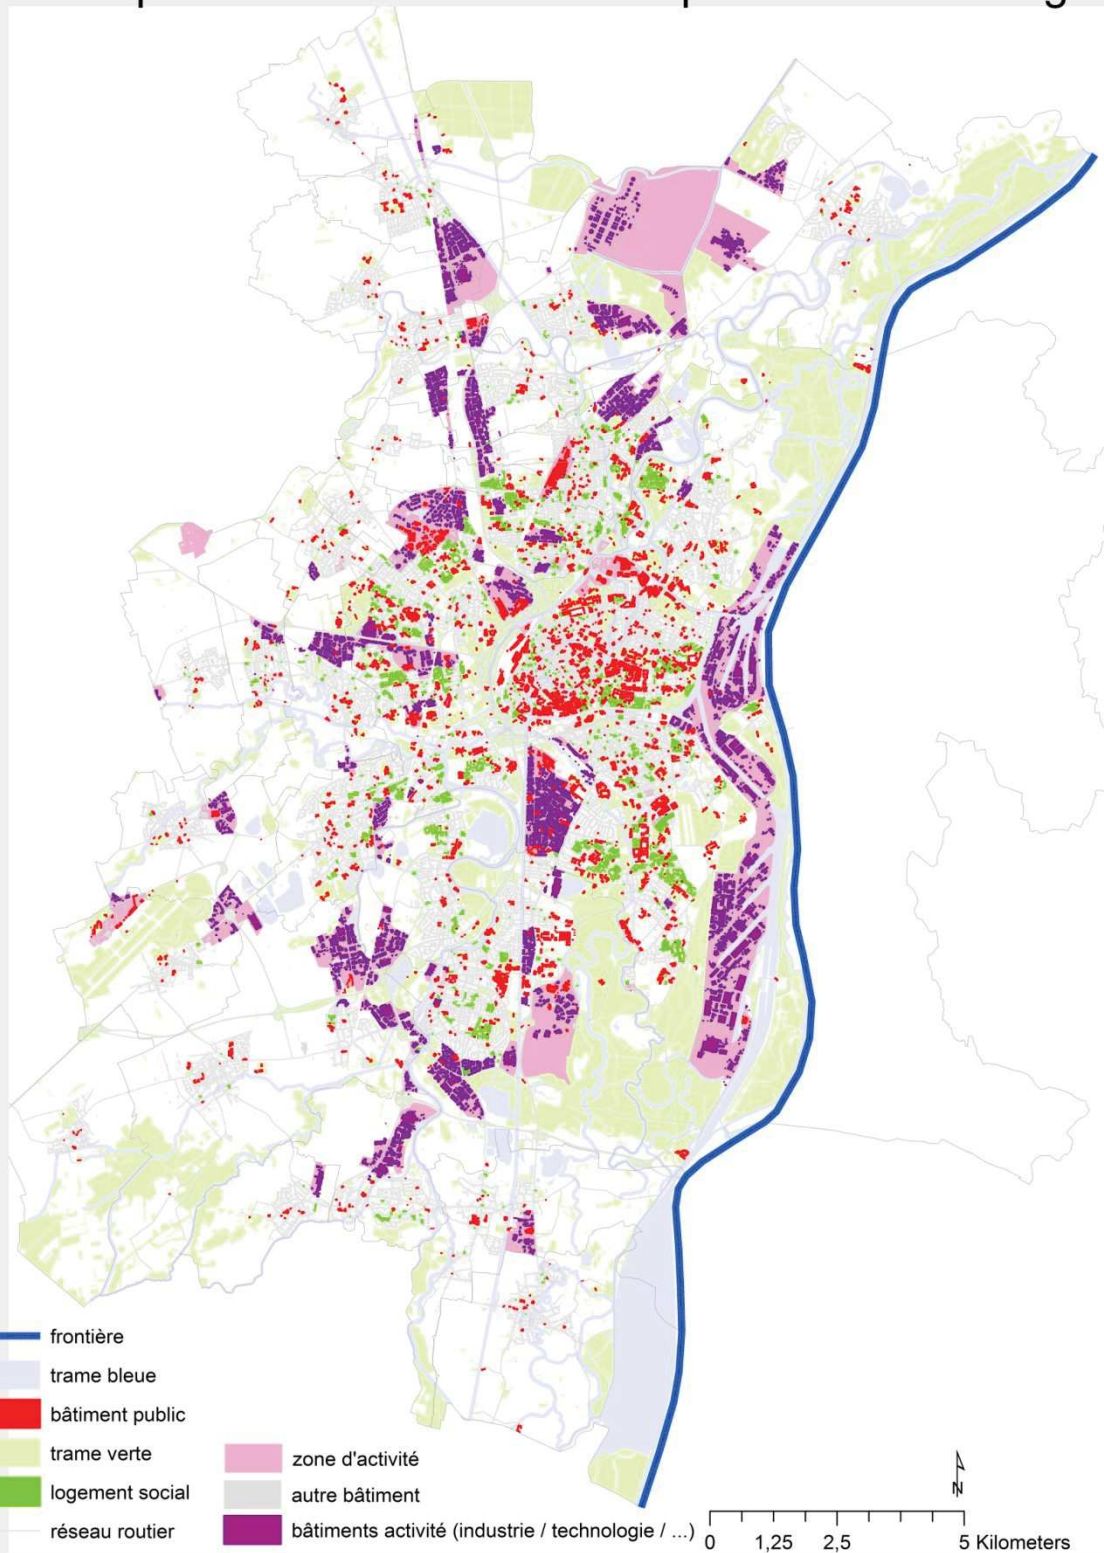 frontière
trame bleue
bâtiment public
trame verte
logement social
réseau routier
zone d'activité
autre bâtiment
bâtiments activité (industrie / technologie / ...)
N
0 1,25 2,5 5 Kilometers